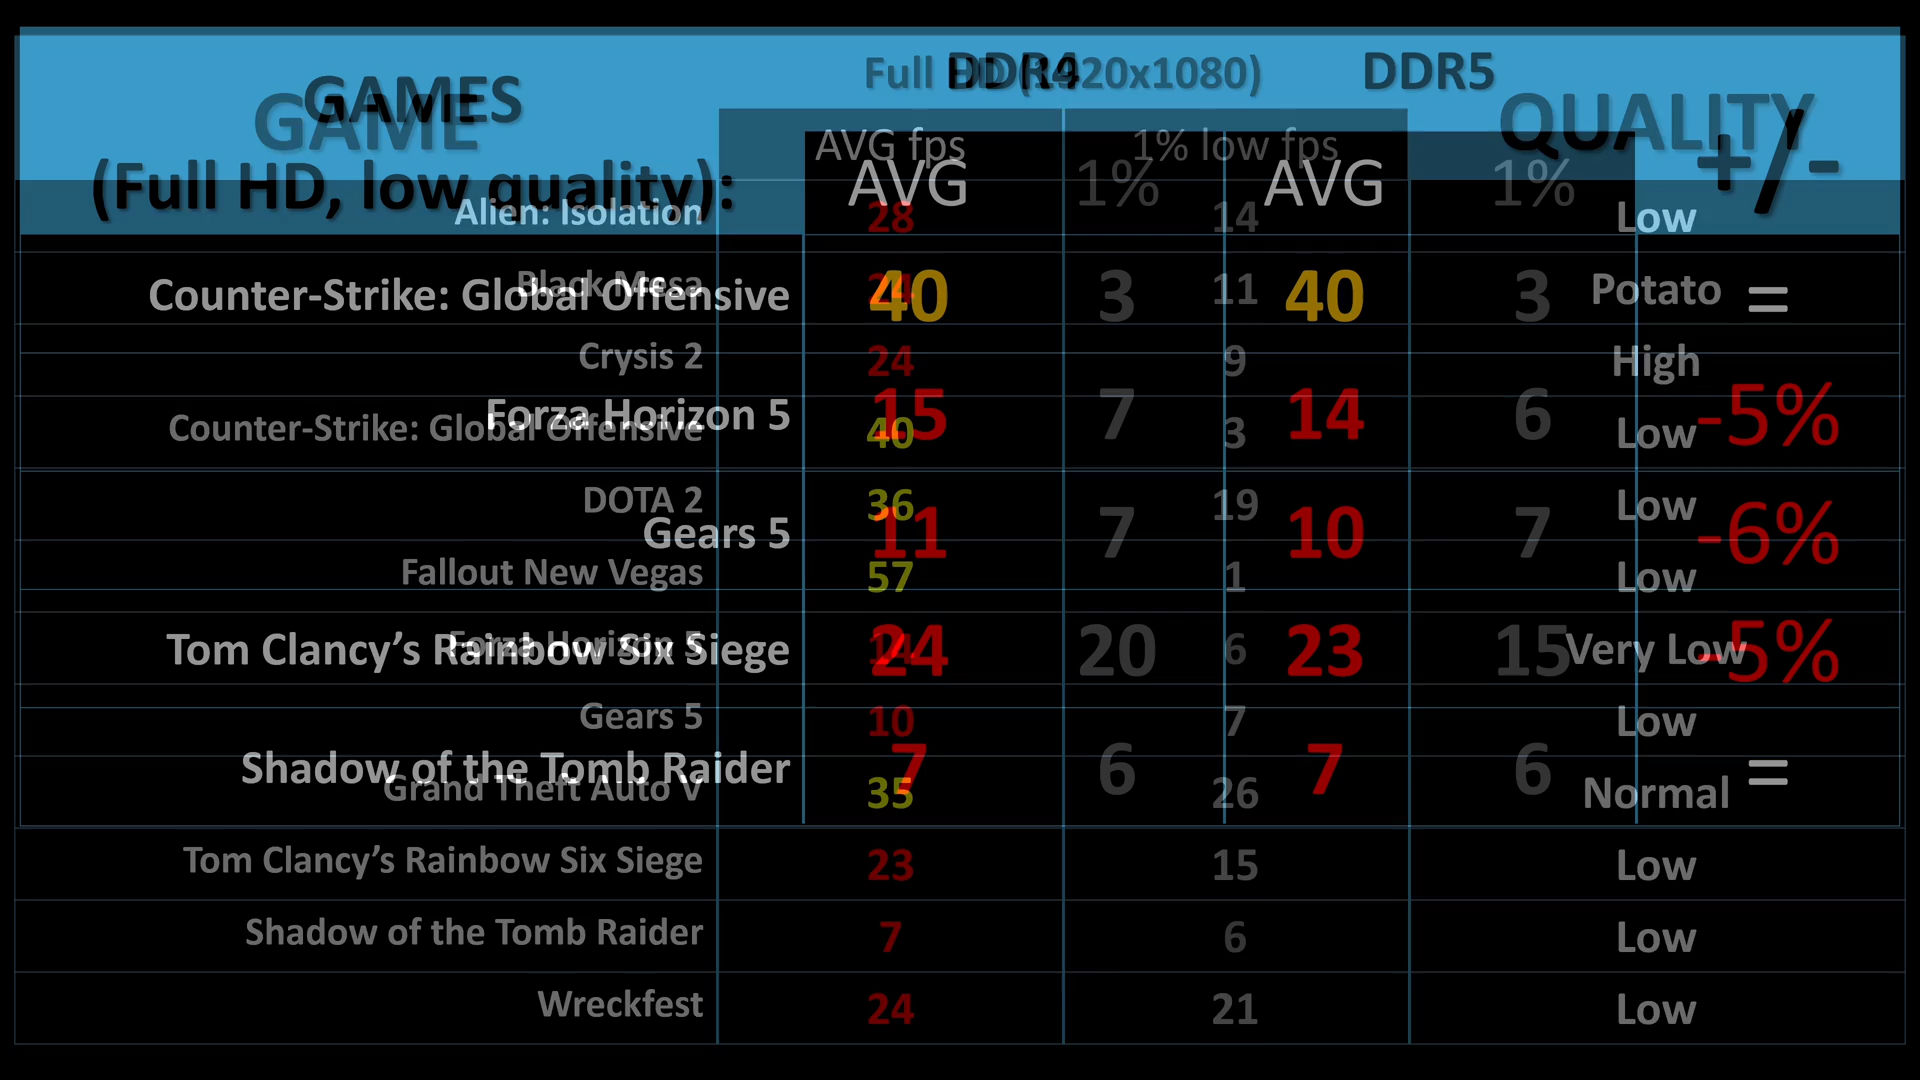 GAMES
(Full HD, low quality):
DDR4 DDR5 +/-
AVG 1% AVG 1%
Counter-Strike: Global Offensive 40 3 40 3 =
Forza Horizon 5 15 7 14 6 -5%
Gears 5 11 7 10 7 -6%
Tom Clancy’s Rainbow Six Siege 24 20 23 15 -5%
Shadow of the Tomb Raider 7 6 7 6 =
GAME Full HD (1920x1080) QUALITY
AVG fps 1% low fps
Alien: Isolation 28 14 Low
Black Mesa 11 Potato
Crysis 2 24 9 High
Counter-Strike: Global Offensive 40 3 Low
DOTA 2 36 19 Low
Fallout New Vegas 57 1 Low
Forza Horizon 5 6 Very Low
Gears 5 10 7 Low
Grand Theft Auto V 35 26 Normal
Tom Clancy’s Rainbow Six Siege 23 15 Low
Shadow of the Tomb Raider 7 6 Low
Wreckfest 24 21 Low